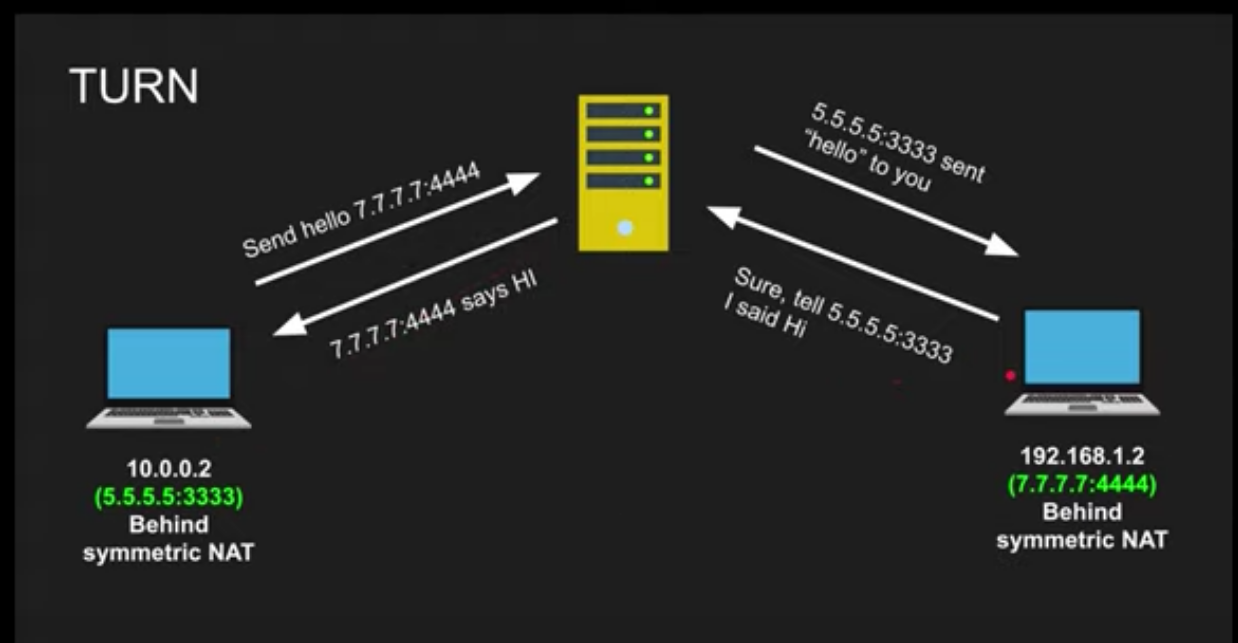 TURN
Send hello 7.7.7.7:4444
7.7.7.7:4444 says HI
5.5.5.5:3333 sent
"hello" to you
Sure, tell 5.5.5.5:3333
I said Hi
10.0.0.2
(5.5.5.5:3333)
Behind
symmetric NAT
192.168.1.2
(7.7.7.7:4444)
Behind
symmetric NAT